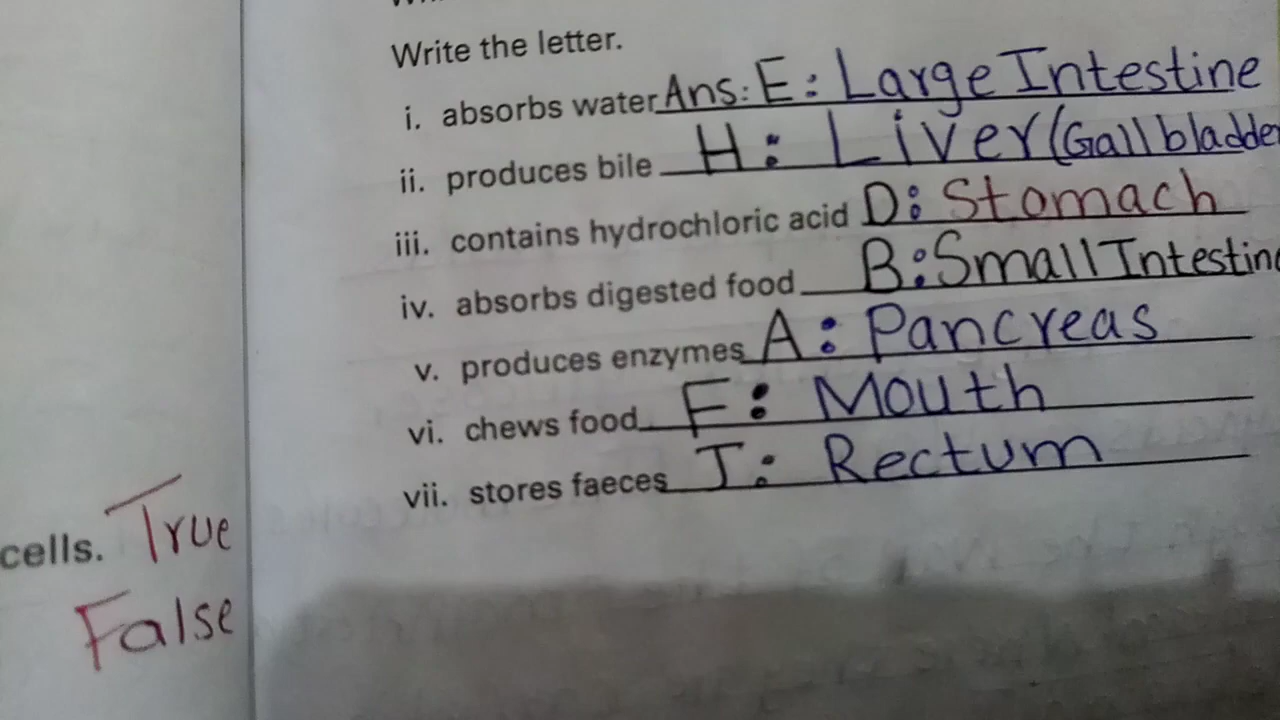 Write the letter.
i. absorbs water Ans: E: Large Intestine
ii. produces bile H: Liver (Gallbladder
iii. contains hydrochloric acid D: Stomach
iv. absorbs digested food B: Small Intestin
v. produces enzymes A: Pancreas
vi. chews food F: Mouth
vii. stores faeces I: Rectum
cells. True
False